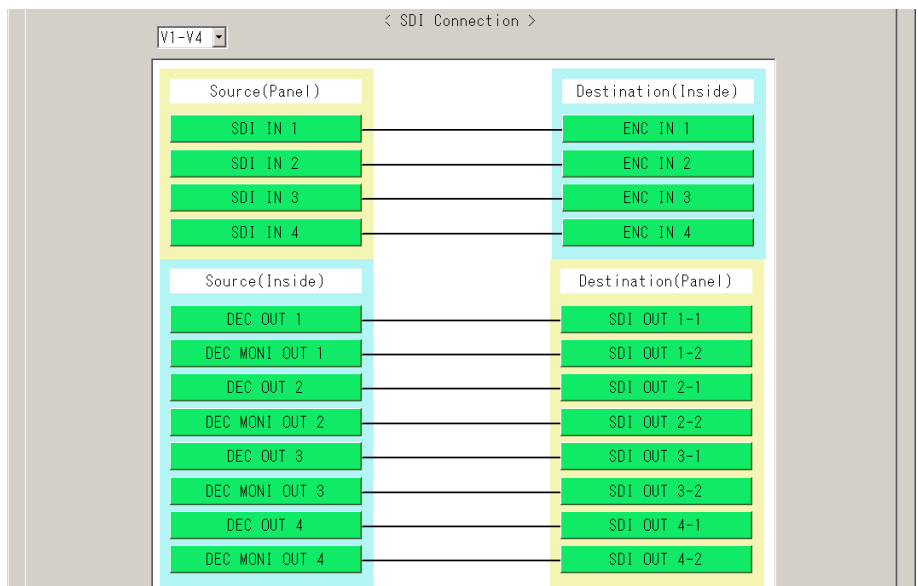 < SDI Connection >
V1-V4
Source(Panel) Destination(Inside)
SDI IN 1 ENC IN 1
SDI IN 2 ENC IN 2
SDI IN 3 ENC IN 3
SDI IN 4 ENC IN 4
Source(Inside) Destination(Panel)
DEC OUT 1 SDI OUT 1-1
DEC MONI OUT 1 SDI OUT 1-2
DEC OUT 2 SDI OUT 2-1
DEC MONI OUT 2 SDI OUT 2-2
DEC OUT 3 SDI OUT 3-1
DEC MONI OUT 3 SDI OUT 3-2
DEC OUT 4 SDI OUT 4-1
DEC MONI OUT 4 SDI OUT 4-2